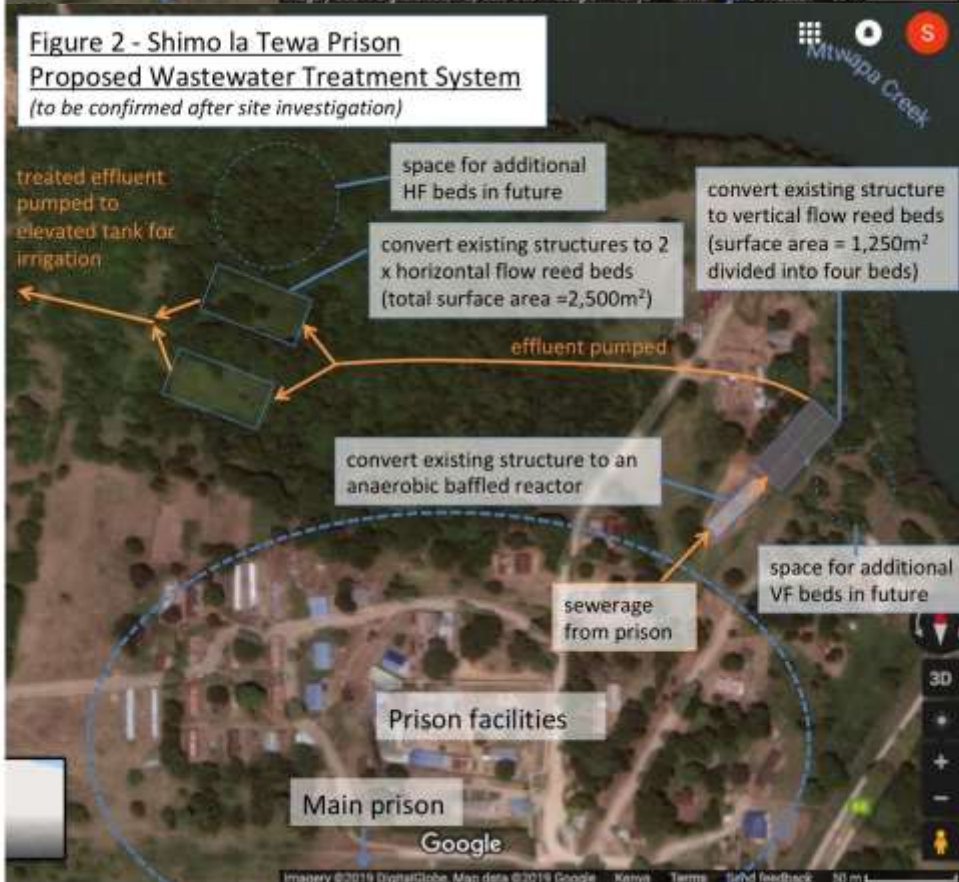 Figure 2 - Shimo la Tewa Prison
Proposed Wastewater Treatment System
(to be confirmed after site investigation)
S
Mtwapa Creek
treated effluent
pumped to
elevated tank for
irrigation
space for additional
HF beds in future
convert existing structures to 2
x horizontal flow reed beds
(total surface area =2,500m²)
convert existing structure
to vertical flow reed beds
(surface area = 1,250m²
divided into four beds)
effluent pumped
convert existing structure to an
anaerobic baffled reactor
space for additional
VF beds in future
sewerage
from prison
3D
Prison facilities
Main prison
Google
Imagery ©2019 DigitalGlobe, Map data ©2019 Google Kenya Terms Send feedback 50 m